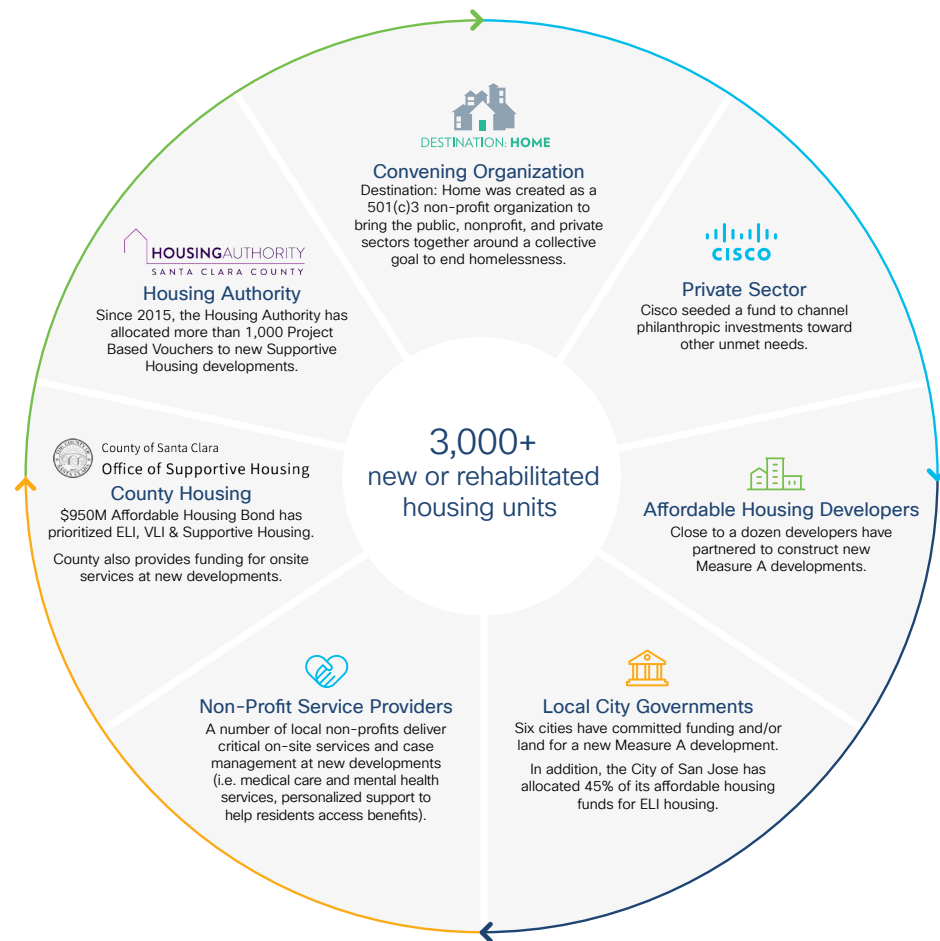 DESTINATION: HOME
Convening Organization
Destination: Home was created as a
501(c)3 non-profit organization to
bring the public, nonprofit, and private
sectors together around a collective
goal to end homelessness.
CISCO
Private Sector
Cisco seeded a fund to channel
philanthropic investments toward
other unmet needs.
Affordable Housing Developers
Close to a dozen developers have
partnered to construct new
Measure A developments.
Local City Governments
Six cities have committed funding and/or
land for a new Measure A development.
In addition, the City of San Jose has
allocated 45% of its affordable housing
funds for ELI housing.
Non-Profit Service Providers
A number of local non-profits deliver
critical on-site services and case
management at new developments
(i.e. medical care and mental health
services, personalized support to
help residents access benefits).
County of Santa Clara
Office of Supportive Housing
County Housing
$950M Affordable Housing Bond has
prioritized ELI, VLI & Supportive Housing.
County also provides funding for onsite
services at new developments.
HOUSINGAUTHORITY
SANTA CLARA COUNTY
Housing Authority
Since 2015, the Housing Authority has
allocated more than 1,000 Project
Based Vouchers to new Supportive
Housing developments.
3,000+
new or rehabilitated
housing units